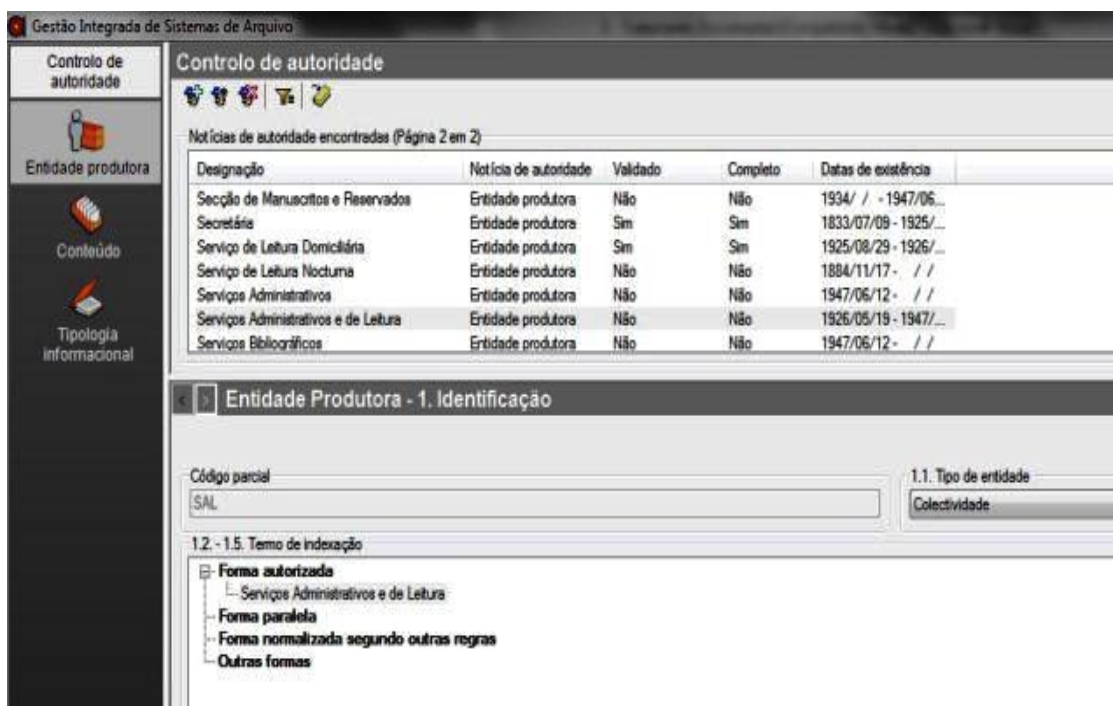 Gestão Integrada de Sistemas de Arquivo
Controlo de
autoridade
Entidade produtora
Conteúdo
Tipologia
informacional
Controlo de autoridade
Notícias de autoridade encontradas (Página 2 em 2)
Designação Notícia de autoridade Validado Completo Datas de existência
Secção de Manuscritos e Reservados Entidade produtora Não Não 1934/ / - 1947/06...
Secretária Entidade produtora Sim Sim 1833/07/09 - 1925/...
Serviço de Leitura Domiciliária Entidade produtora Sim Sim 1925/08/29 - 1926/...
Serviço de Leitura Nocturna Entidade produtora Não Não 1884/11/17 - / /
Serviços Administrativos Entidade produtora Não Não 1947/06/12 - / /
Serviços Administrativos e de Leitura Entidade produtora Não Não 1926/05/19 - 1947/...
Serviços Bibliográficos Entidade produtora Não Não 1947/06/12 - / /
< > Entidade Produtora - 1. Identificação
Código parcial
SAL
1.1. Tipo de entidade
Colectividade
1.2. - 1.5. Termo de indexação
Forma autorizada
Serviços Administrativos e de Leitura
Forma paralela
Forma normalizada segundo outras regras
Outras formas